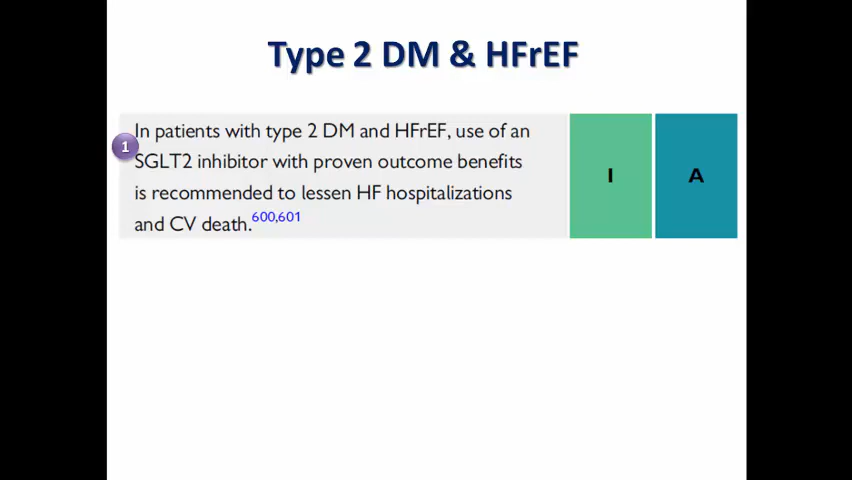 Type 2 DM & HFrEF
1
In patients with type 2 DM and HFrEF, use of an
SGLT2 inhibitor with proven outcome benefits
is recommended to lessen HF hospitalizations
and CV death.600,601
I
A